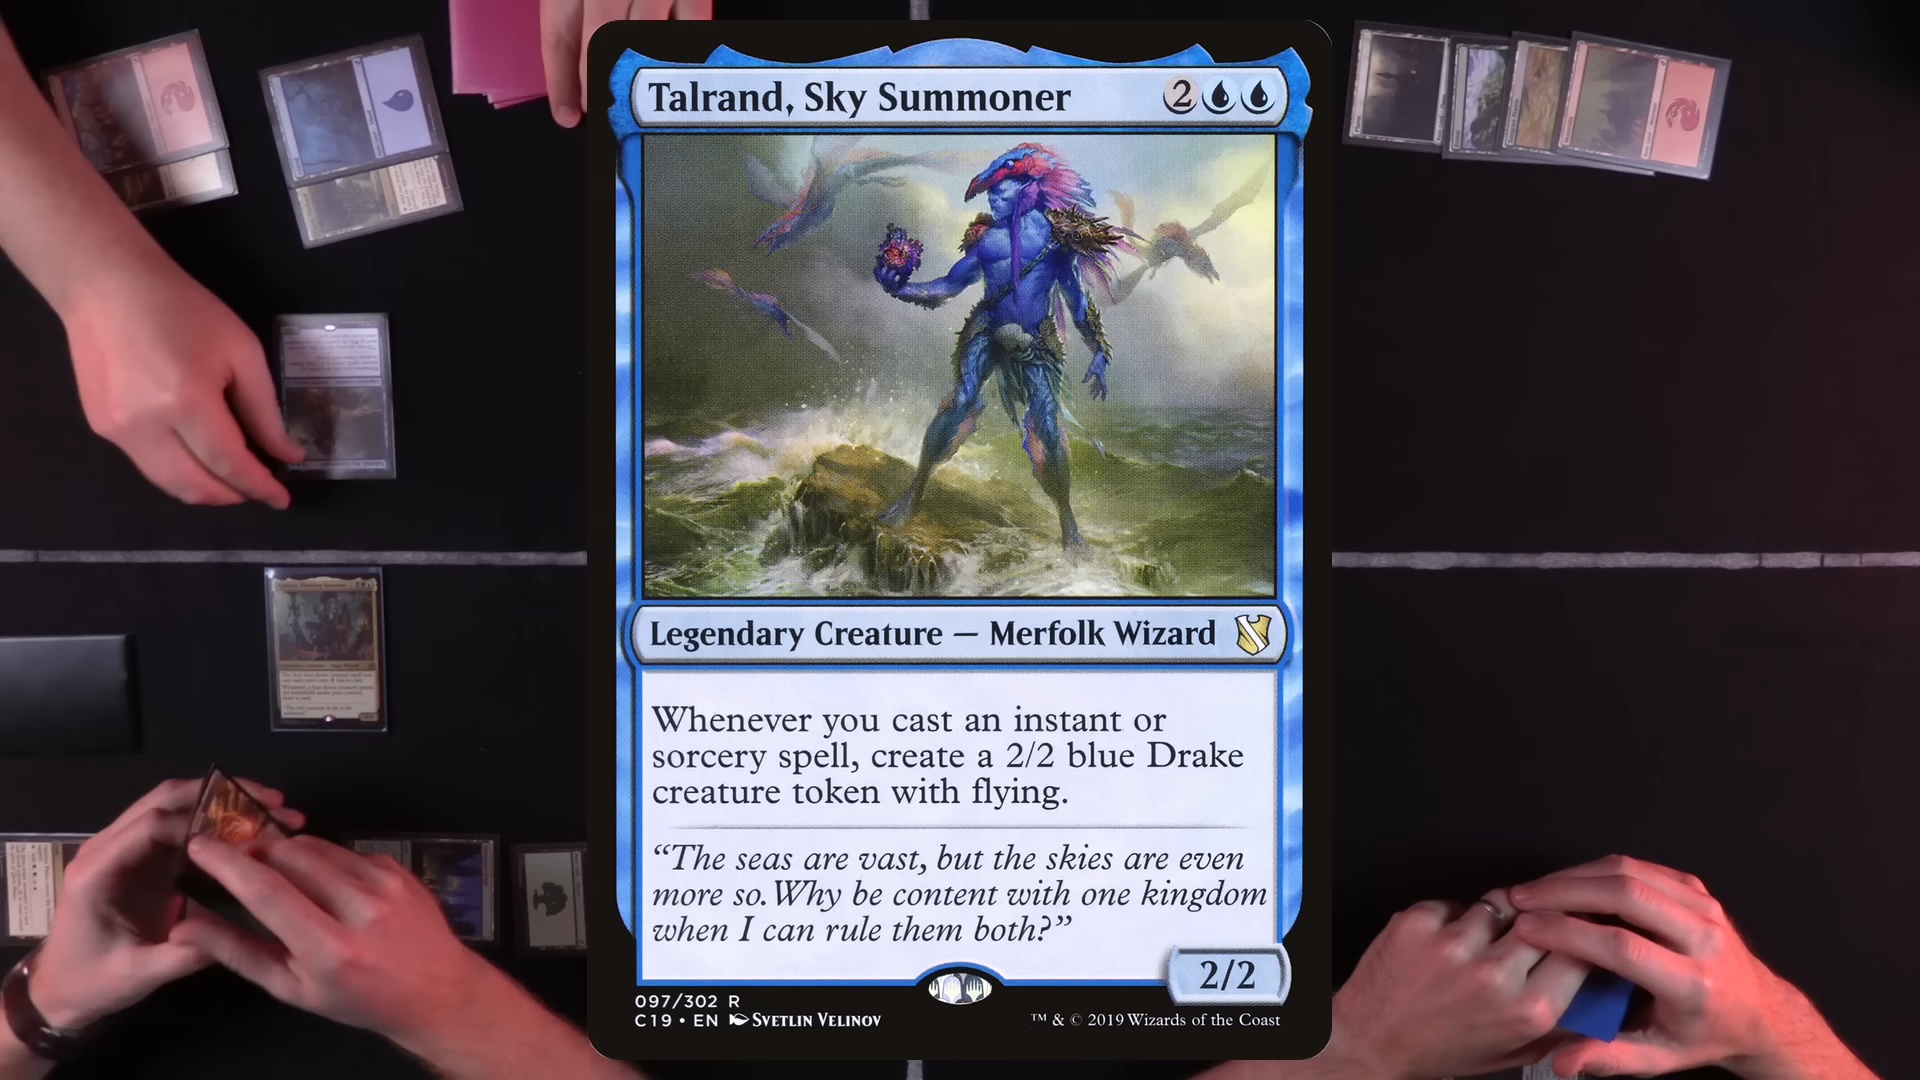 Talrand, Sky Summoner
2
Legendary Creature — Merfolk Wizard
Whenever you cast an instant or
sorcery spell, create a 2/2 blue Drake
creature token with flying.
“The seas are vast, but the skies are even
more so. Why be content with one kingdom
when I can rule them both?”
2/2
097/302 R
C19 • EN Svetlin Velinov
™ & © 2019 Wizards of the Coast